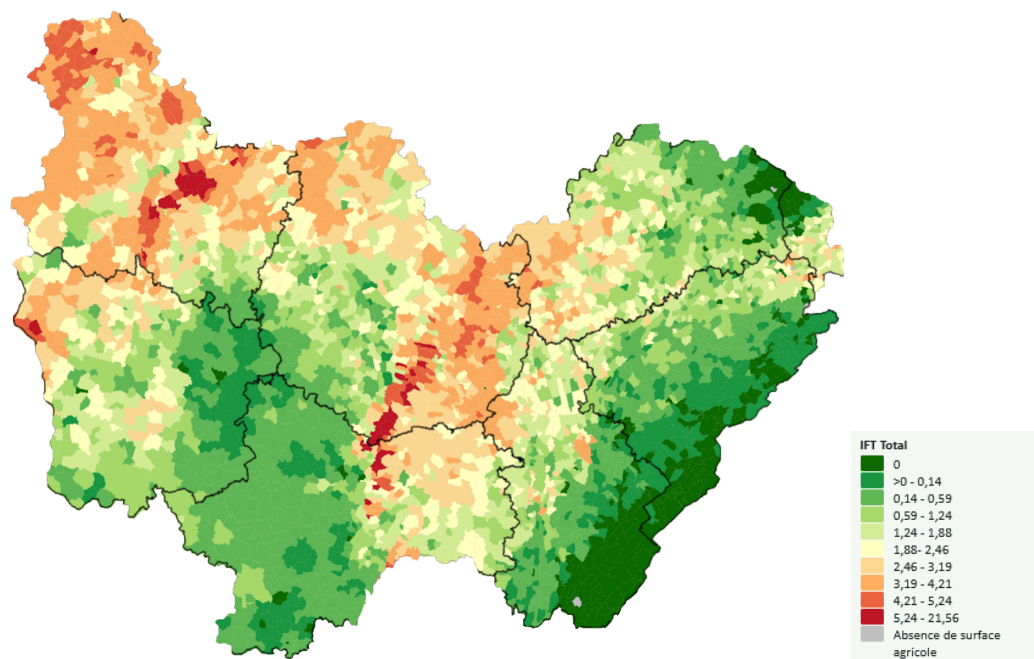 IFT Total
0
>0 - 0,14
0,14 - 0,59
0,59 - 1,24
1,24 - 1,88
1,88- 2,46
2,46 - 3,19
3,19 - 4,21
4,21 - 5,24
5,24 - 21,56
Absence de surface
agricole